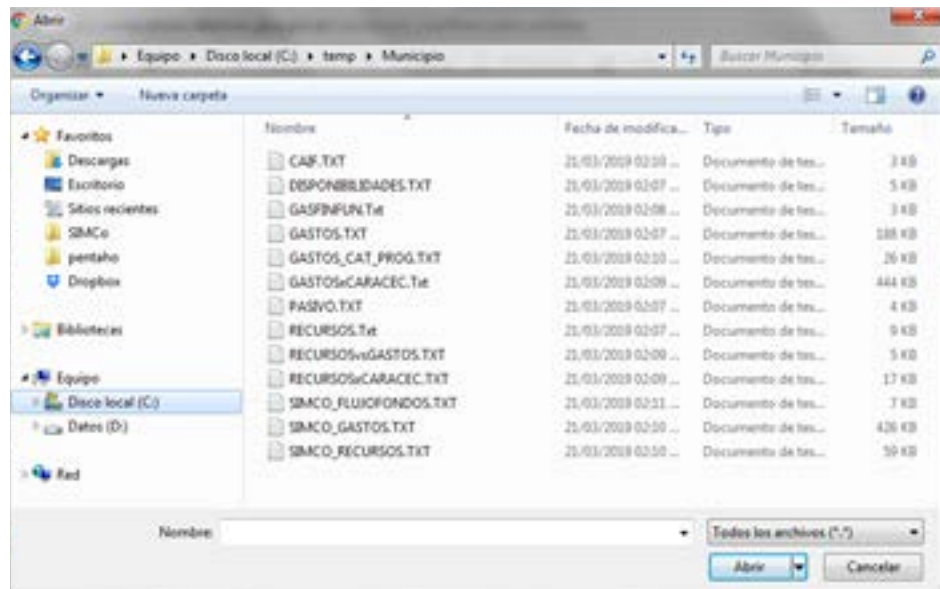 Abrir
Equipo ▸ Disco local (C:) ▸ temp ▸ Municipio
Buscar Municipio
Organizar
Nueva carpeta
Favoritos
Descargas
Escritorio
Sitios recientes
SIMCo
pentaho
Dropbox
Bibliotecas
Equipo
Disco local (C:)
Datos (D:)
Red
Nombre Fecha de modifica... Tipo Tamaño
CAIF.TXT 21/03/2019 02:10 ... Documento de tex... 3 KB
DISPONIBILIDADES.TXT 21/03/2019 02:07 ... Documento de tex... 5 KB
GASFINFUN.Txt 21/03/2019 02:08 ... Documento de tex... 3 KB
GASTOS.TXT 21/03/2019 02:07 ... Documento de tex... 188 KB
GASTOS_CAT_PROG.TXT 21/03/2019 02:10 ... Documento de tex... 26 KB
GASTOSxCARACEC.Txt 21/03/2019 02:09 ... Documento de tex... 444 KB
PASIVO.TXT 21/03/2019 02:07 ... Documento de tex... 4 KB
RECURSOS.Txt 21/03/2019 02:07 ... Documento de tex... 9 KB
RECURSOSvsGASTOS.TXT 21/03/2019 02:09 ... Documento de tex... 5 KB
RECURSOSxCARACEC.TXT 21/03/2019 02:09 ... Documento de tex... 17 KB
SIMCO_FLUJOFONDOS.TXT 21/03/2019 02:11 ... Documento de tex... 7 KB
SIMCO_GASTOS.TXT 21/03/2019 02:10 ... Documento de tex... 426 KB
SIMCO_RECURSOS.TXT 21/03/2019 02:10 ... Documento de tex... 59 KB
Nombre:
Todos los archivos (*.*)
Abrir
Cancelar